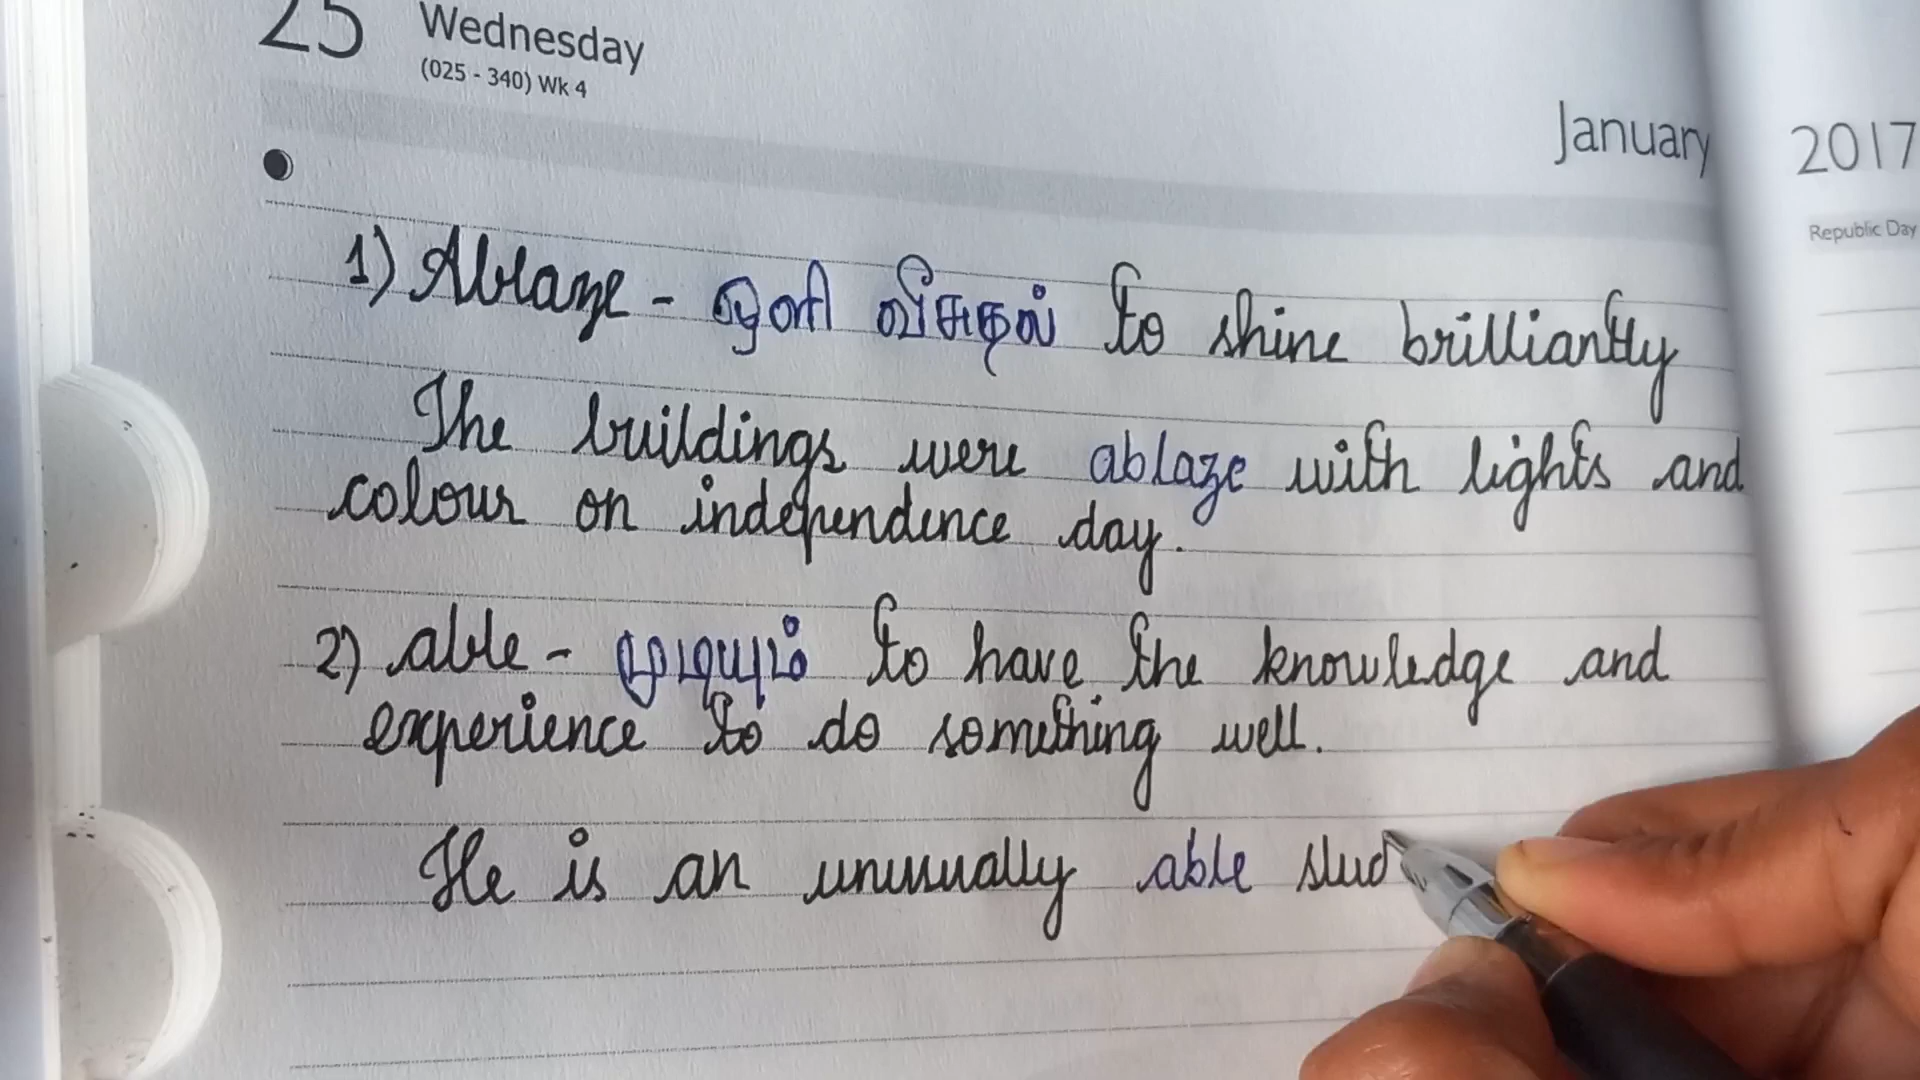 25 Wednesday
(025 - 340) Wk 4
January
2017
Republic Day
1) Ablaze - ஒளி வீசுதல் to shine brilliantly
The buildings were ablaze with lights and
colour on independence day.
2) able - முடியும் to have the knowledge and
experience to do something well.
He is an unusually able stud